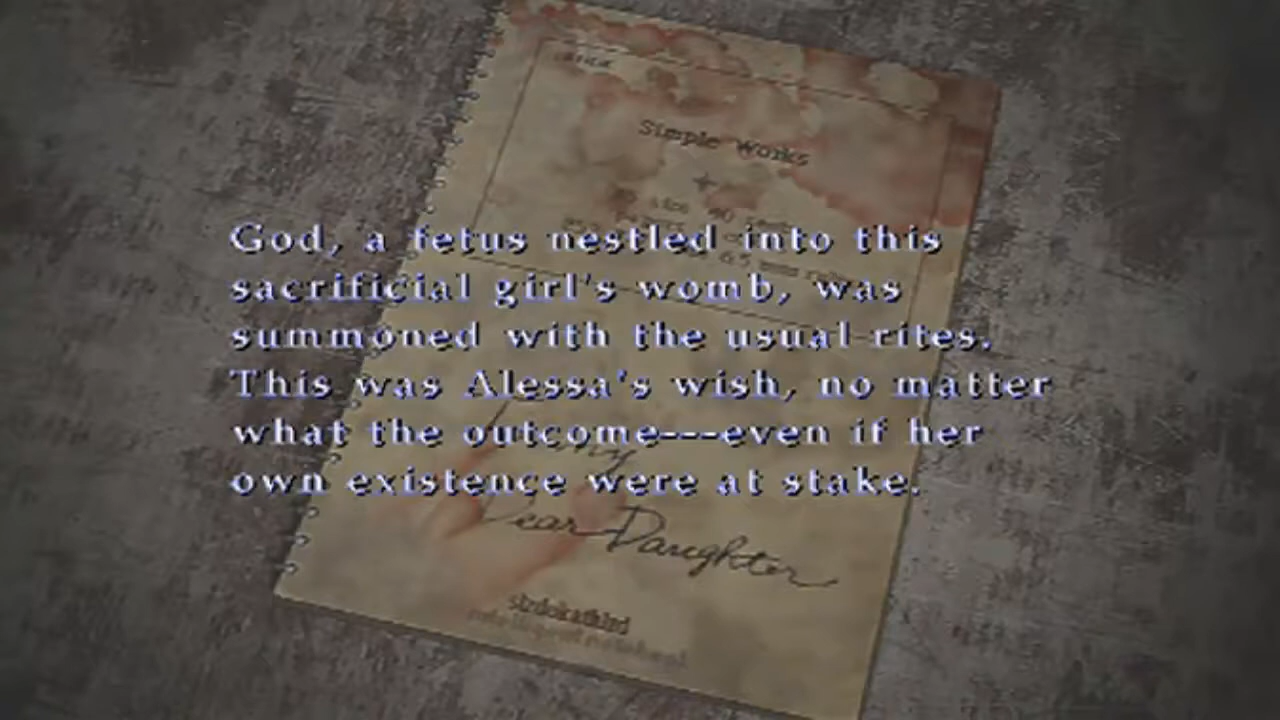 Simple Works
God, a fetus nestled into this
sacrificial girl's womb, was
summoned with the usual rites.
This was Alessa's wish, no matter
what the outcome---even if her
own existence were at stake.
Dear Daughter